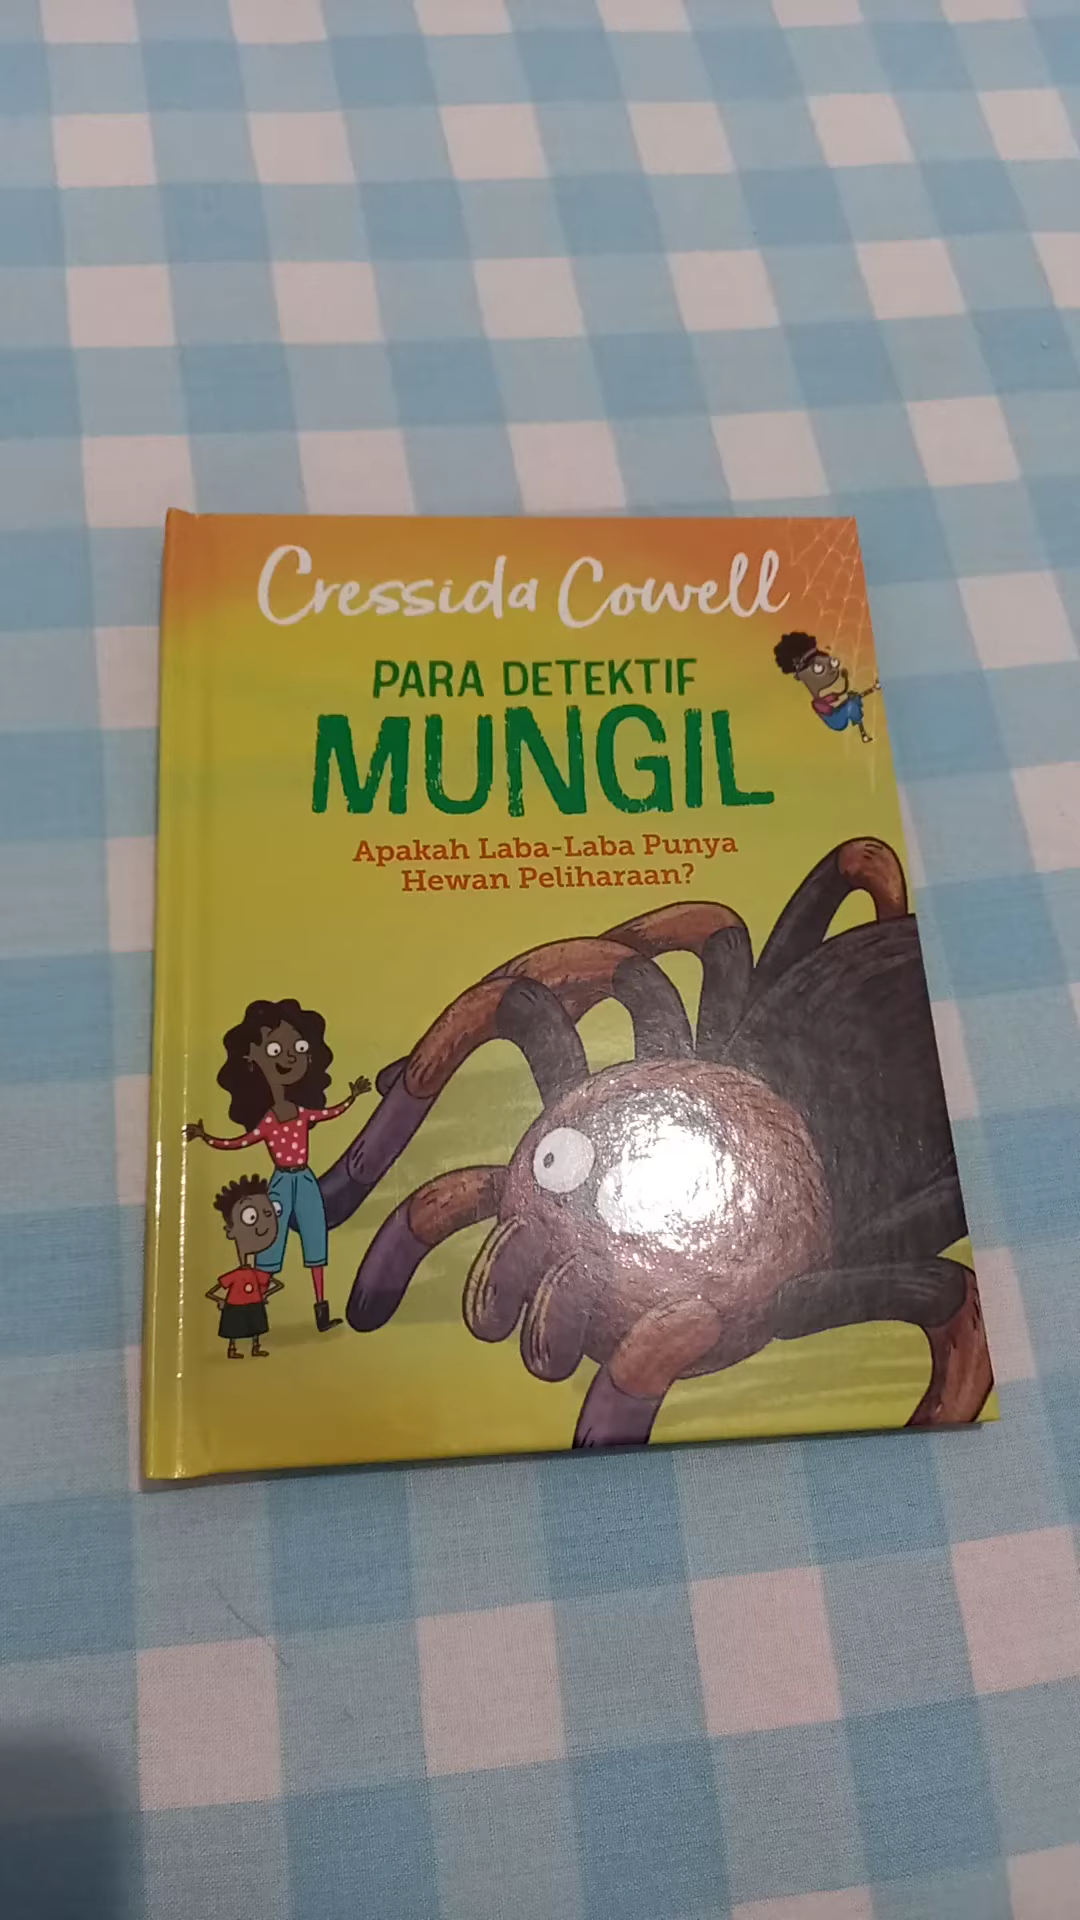 Cressida Cowell
PARA DETEKTIF
MUNGIL
Apakah Laba-Laba Punya
Hewan Peliharaan?